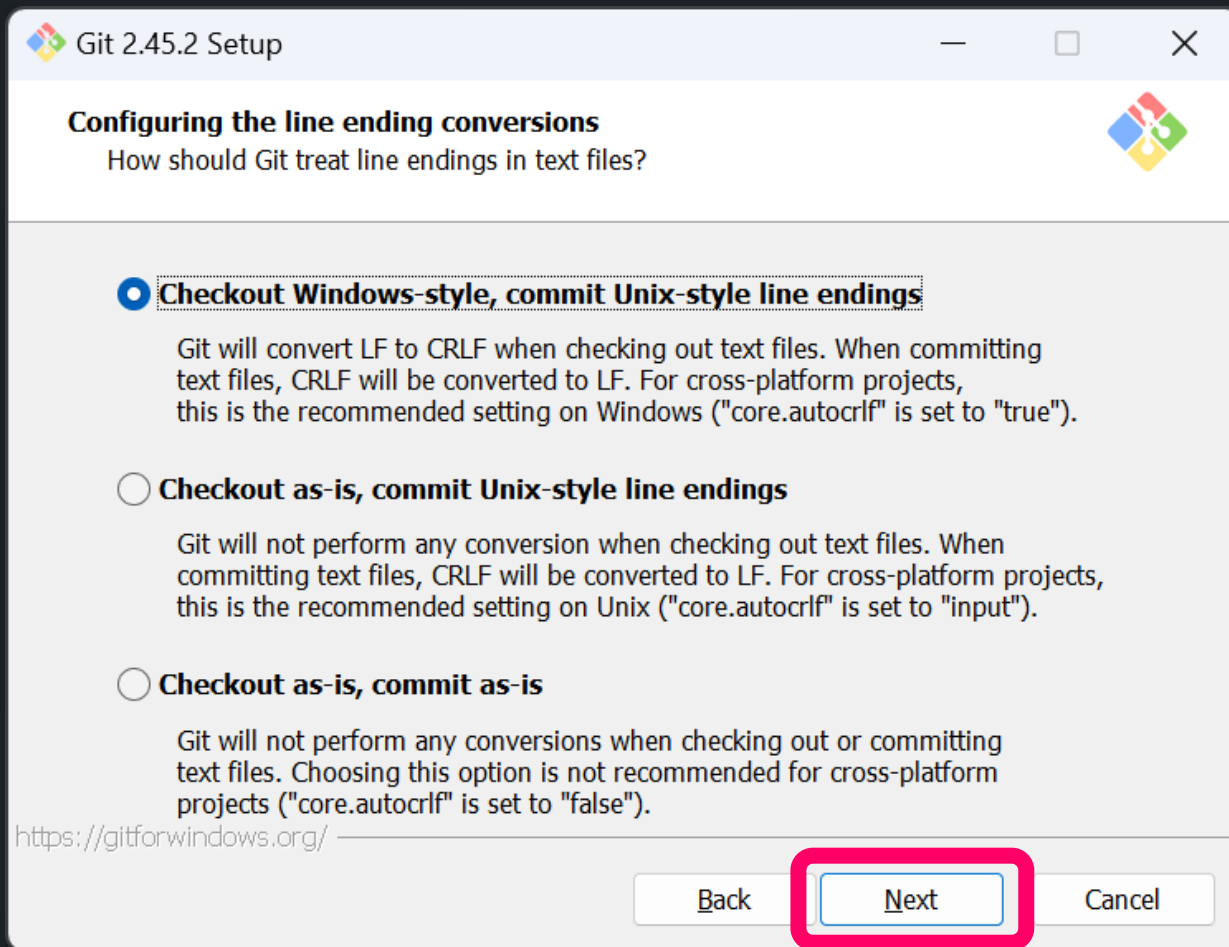 Git 2.45.2 Setup
Configuring the line ending conversions
How should Git treat line endings in text files?
Checkout Windows-style, commit Unix-style line endings
Git will convert LF to CRLF when checking out text files. When committing
text files, CRLF will be converted to LF. For cross-platform projects,
this is the recommended setting on Windows ("core.autocrlf" is set to "true").
Checkout as-is, commit Unix-style line endings
Git will not perform any conversion when checking out text files. When
committing text files, CRLF will be converted to LF. For cross-platform projects,
this is the recommended setting on Unix ("core.autocrlf" is set to "input").
Checkout as-is, commit as-is
Git will not perform any conversions when checking out or committing
text files. Choosing this option is not recommended for cross-platform
projects ("core.autocrlf" is set to "false").
https://gitforwindows.org/
Back Next Cancel